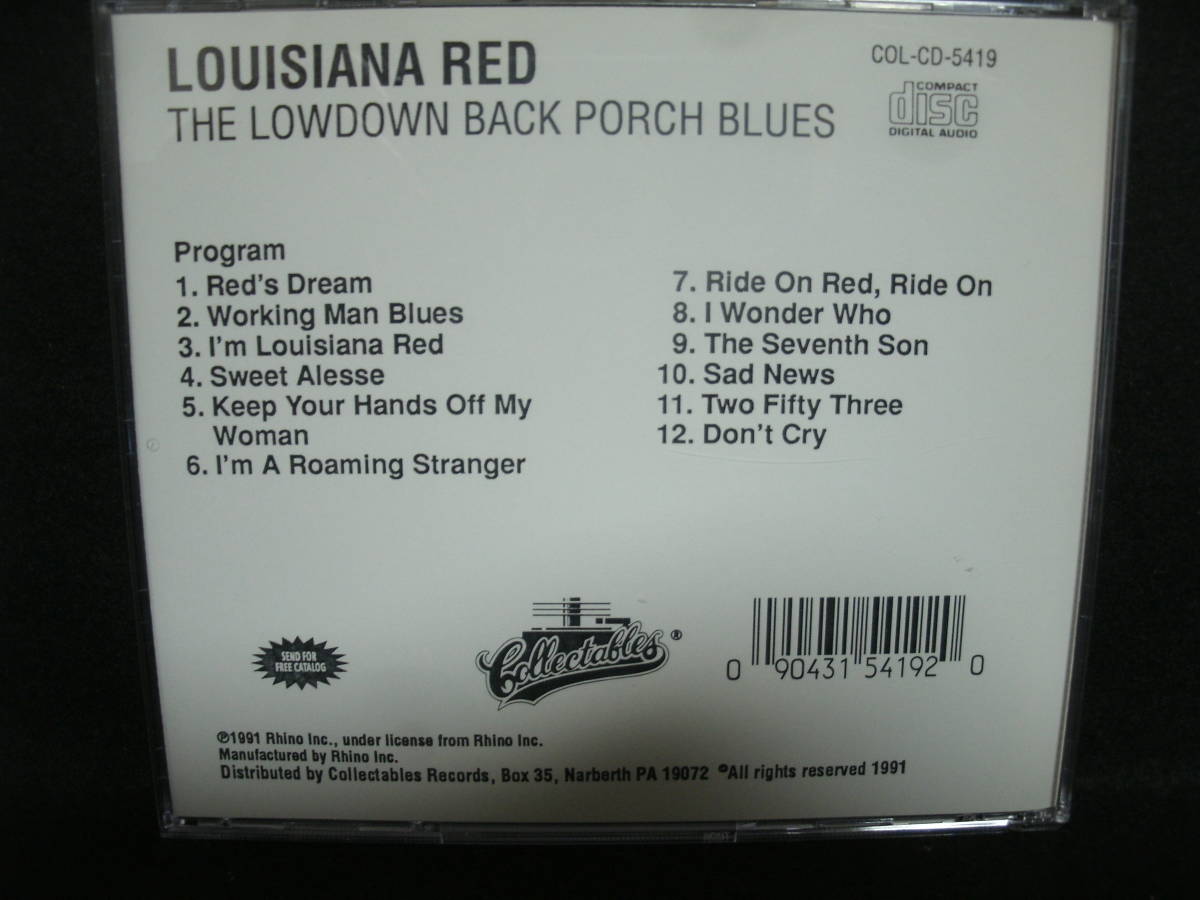 LOUISIANA RED
THE LOWDOWN BACK PORCH BLUES
COL-CD-5419
COMPACT
disc
DIGITAL AUDIO
Program
1. Red's Dream
2. Working Man Blues
3. I'm Louisiana Red
4. Sweet Alesse
5. Keep Your Hands Off My
Woman
6. I'm A Roaming Stranger
7. Ride On Red, Ride On
8. I Wonder Who
9. The Seventh Son
10. Sad News
11. Two Fifty Three
12. Don't Cry
SEND FOR
FREE CATALOG
Collectables®
0 90431 54192 0
℗1991 Rhino Inc., under license from Rhino Inc.
Manufactured by Rhino Inc.
Distributed by Collectables Records, Box 35, Narberth PA 19072 ©All rights reserved 1991